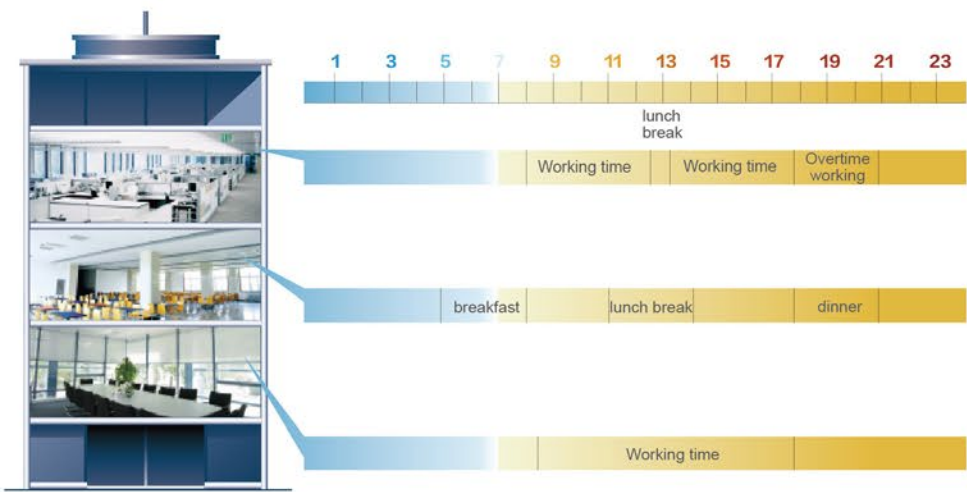 1 3 5 7 9 11 13 15 17 19 21 23
lunch
break
Working time Working time Overtime
working
breakfast lunch break dinner
Working time